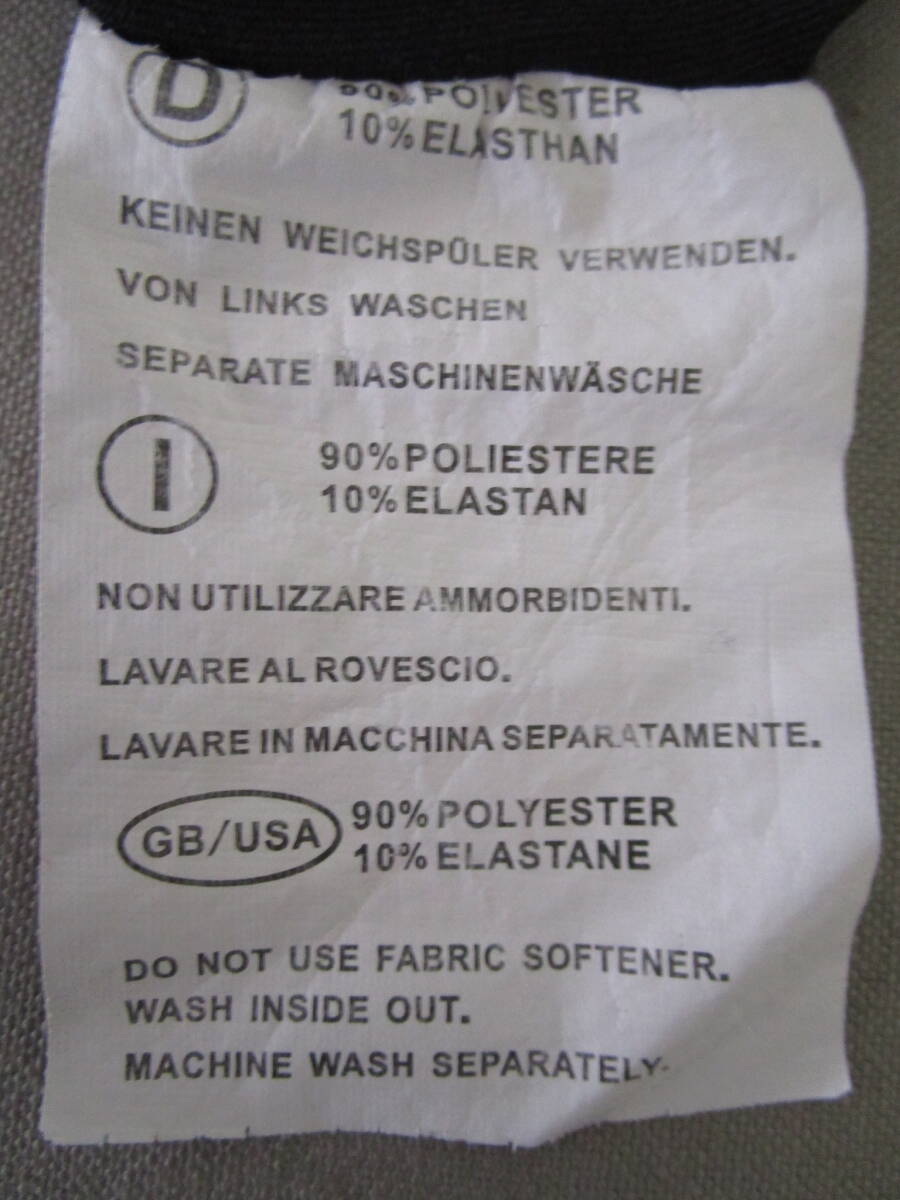 D
90% POLYESTER
10% ELASTHAN
KEINEN WEICHSPÜLER VERWENDEN.
VON LINKS WASCHEN
SEPARATE MASCHINENWÄSCHE
I
90% POLIESTERE
10% ELASTAN
NON UTILIZZARE AMMORBIDENTI.
LAVARE AL ROVESCIO.
LAVARE IN MACCHINA SEPARATAMENTE.
GB/USA
90% POLYESTER
10% ELASTANE
DO NOT USE FABRIC SOFTENER.
WASH INSIDE OUT.
MACHINE WASH SEPARATELY.